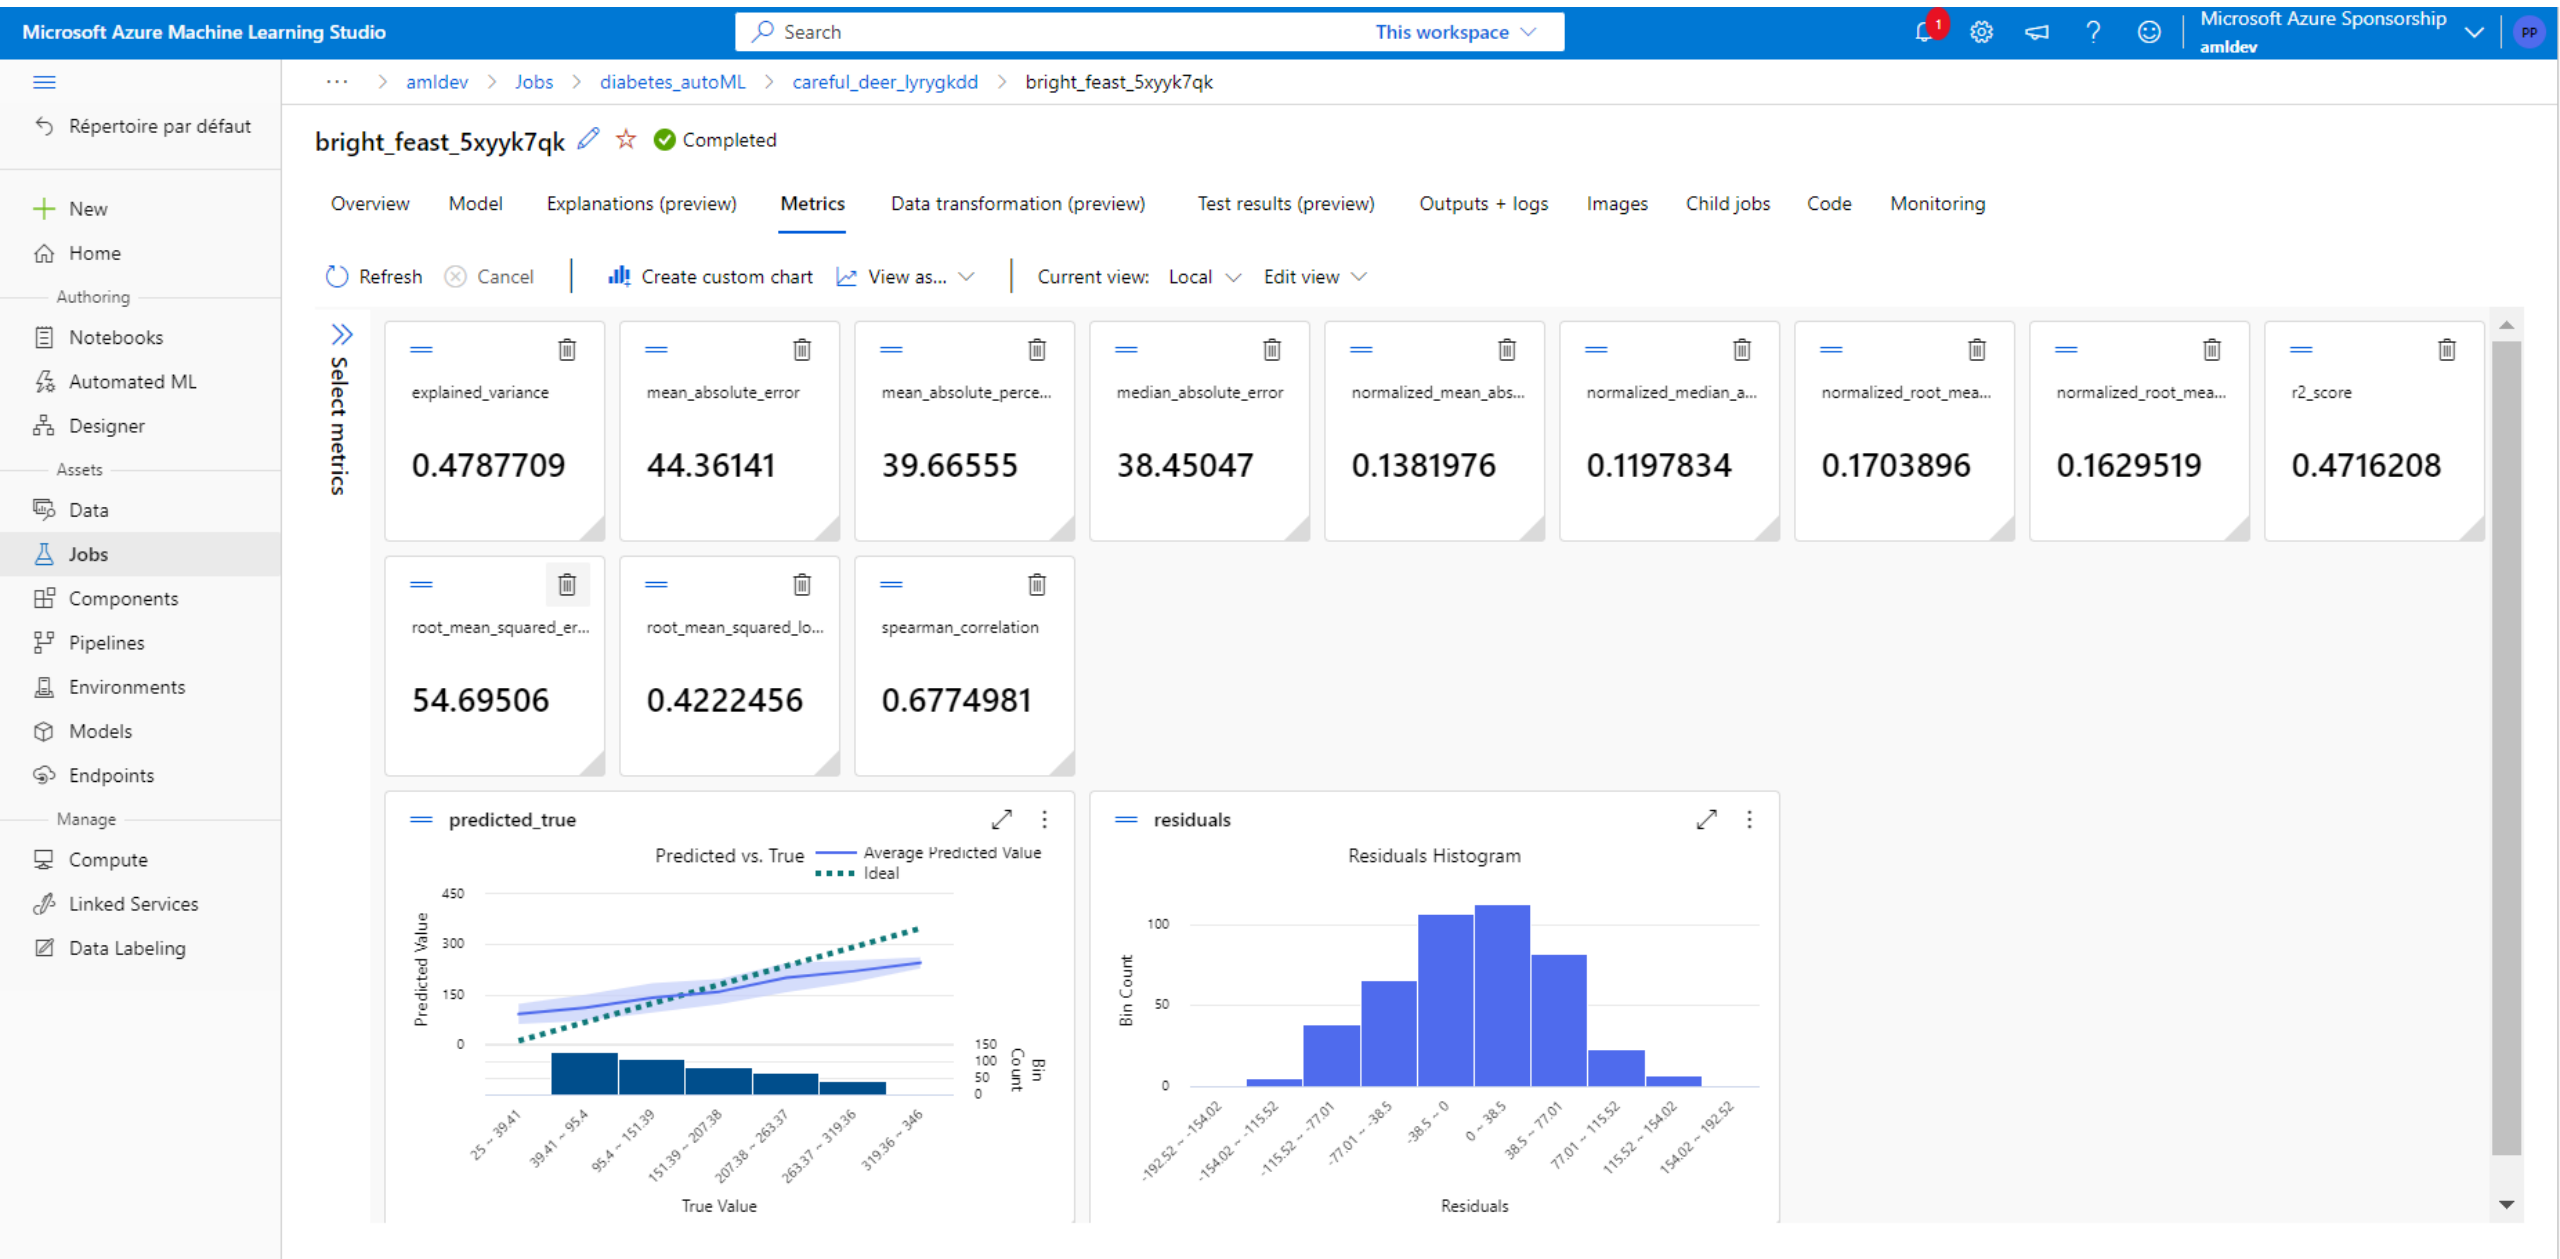 Microsoft Azure Machine Learning Studio
Search
This workspace
1
Microsoft Azure Sponsorship
amldev
PP
... > amldev > Jobs > diabetes_autoML > careful_deer_lyrygkdd > bright_feast_5xyyk7qk
Répertoire par défaut
New
Home
Authoring
Notebooks
Automated ML
Designer
Assets
Data
Jobs
Components
Pipelines
Environments
Models
Endpoints
Manage
Compute
Linked Services
Data Labeling
bright_feast_5xyyk7qk Completed
Overview Model Explanations (preview) Metrics Data transformation (preview) Test results (preview) Outputs + logs Images Child jobs Code Monitoring
Refresh Cancel Create custom chart View as... Current view: Local Edit view
Select metrics
explained_variance
0.4787709
mean_absolute_error
44.36141
mean_absolute_perce...
39.66555
median_absolute_error
38.45047
normalized_mean_abs...
0.1381976
normalized_median_a...
0.1197834
normalized_root_mea...
0.1703896
normalized_root_mea...
0.1629519
r2_score
0.4716208
root_mean_squared_er...
54.69506
root_mean_squared_lo...
0.4222456
spearman_correlation
0.6774981
predicted_true
Predicted vs. True
Average Predicted Value
Ideal
Predicted Value
450
300
150
0
150
100
50
0
Bin Count
25 ~ 39.41
39.41 ~ 95.4
95.4 ~ 151.39
151.39 ~ 207.38
207.38 ~ 263.37
263.37 ~ 319.36
319.36 ~ 346
True Value
residuals
Residuals Histogram
Bin Count
100
50
0
-192.52 ~ -154.02
-154.02 ~ -115.52
-115.52 ~ -77.01
-77.01 ~ -38.5
-38.5 ~ 0
0 ~ 38.5
38.5 ~ 77.01
77.01 ~ 115.52
115.52 ~ 154.02
154.02 ~ 192.52
Residuals